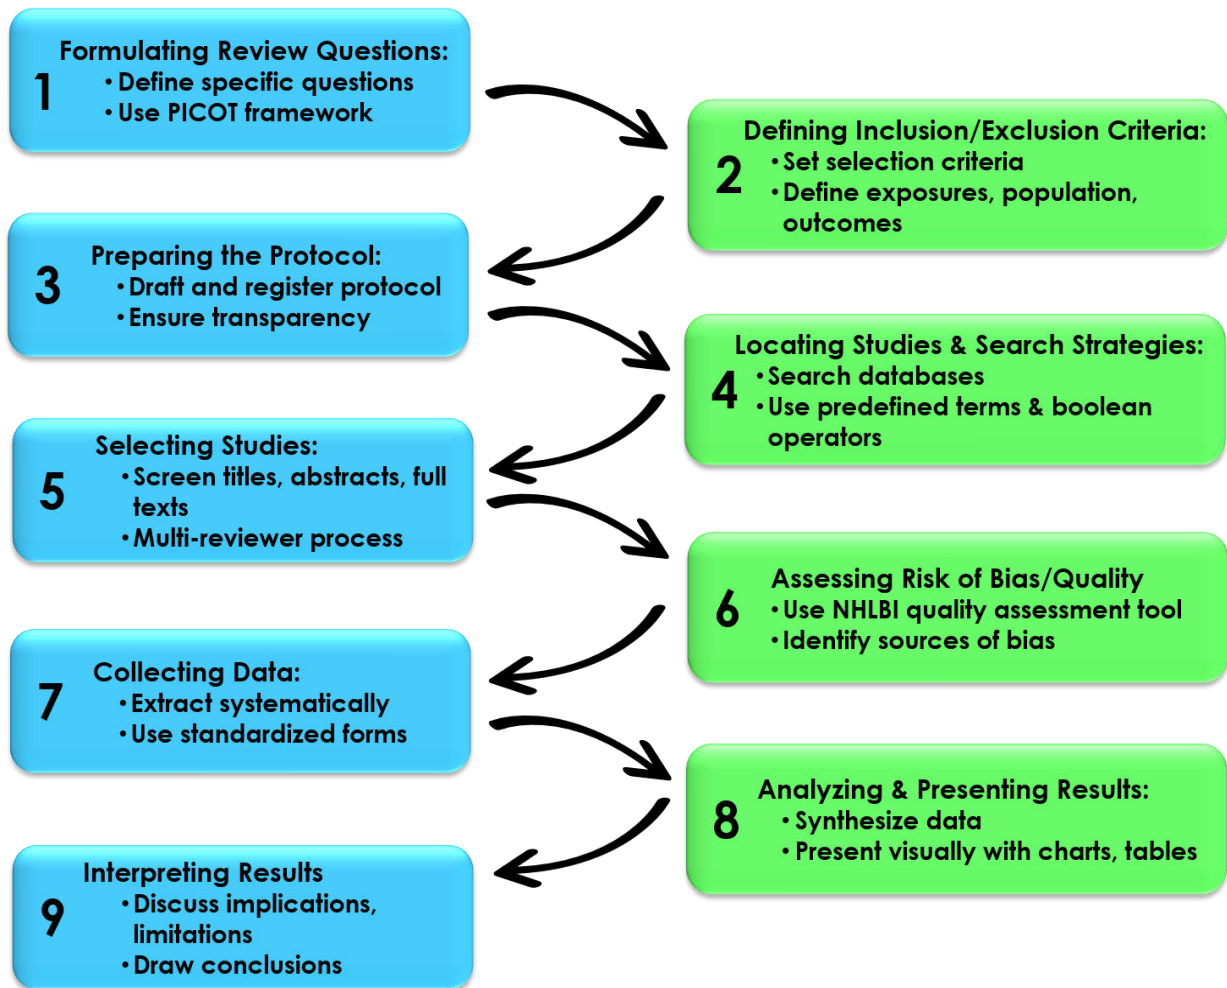 1
Formulating Review Questions:
• Define specific questions
• Use PICOT framework
2
Defining Inclusion/Exclusion Criteria:
• Set selection criteria
• Define exposures, population,
outcomes
3
Preparing the Protocol:
• Draft and register protocol
• Ensure transparency
4
Locating Studies & Search Strategies:
• Search databases
• Use predefined terms & boolean
operators
5
Selecting Studies:
• Screen titles, abstracts, full
texts
• Multi-reviewer process
6
Assessing Risk of Bias/Quality
• Use NHLBI quality assessment tool
• Identify sources of bias
7
Collecting Data:
• Extract systematically
• Use standardized forms
8
Analyzing & Presenting Results:
• Synthesize data
• Present visually with charts, tables
9
Interpreting Results
• Discuss implications,
limitations
• Draw conclusions